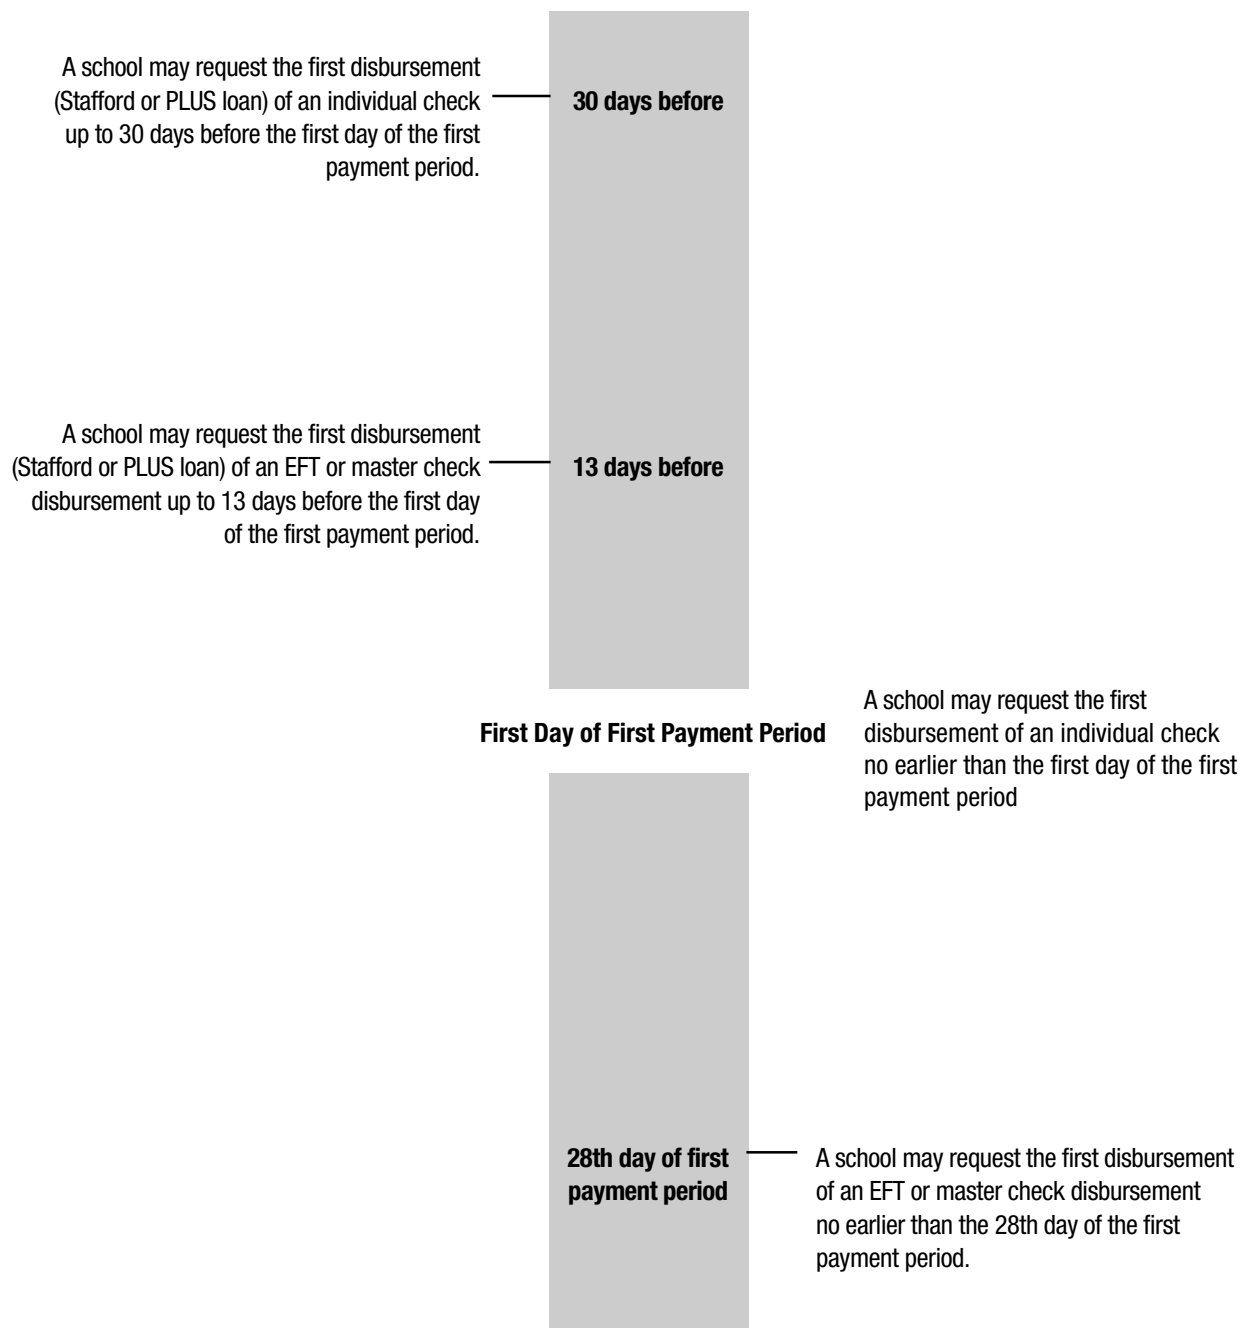 A school may request the first disbursement
(Stafford or PLUS loan) of an individual check
up to 30 days before the first day of the first
payment period.
30 days before
A school may request the first disbursement
(Stafford or PLUS loan) of an EFT or master check
disbursement up to 13 days before the first day
of the first payment period.
13 days before
First Day of First Payment Period
A school may request the first
disbursement of an individual check
no earlier than the first day of the first
payment period
28th day of first
payment period
A school may request the first disbursement
of an EFT or master check disbursement
no earlier than the 28th day of the first
payment period.